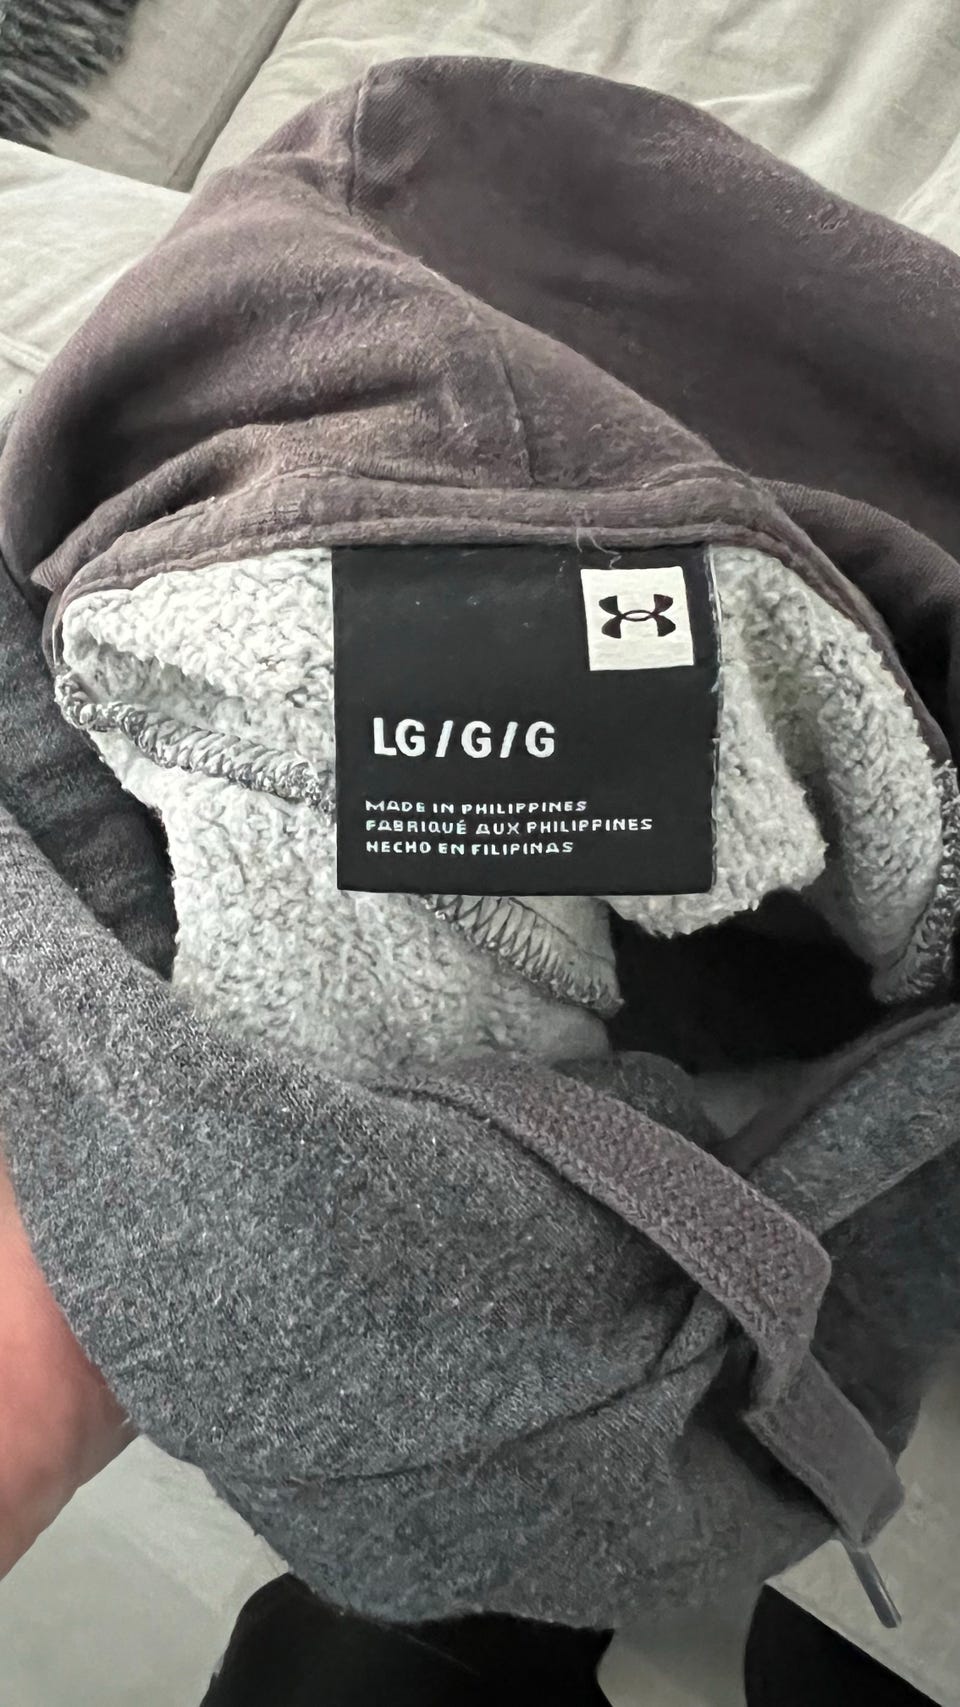 LG/G/G
MADE IN PHILIPPINES
FABRIQUÉ AUX PHILIPPINES
HECHO EN FILIPINAS